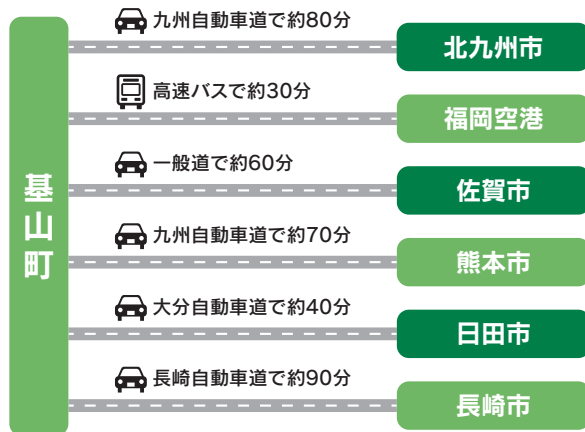 基山町
九州自動車道で約80分
北九州市
高速バスで約30分
福岡空港
一般道で約60分
佐賀市
九州自動車道で約70分
熊本市
大分自動車道で約40分
日田市
長崎自動車道で約90分
長崎市